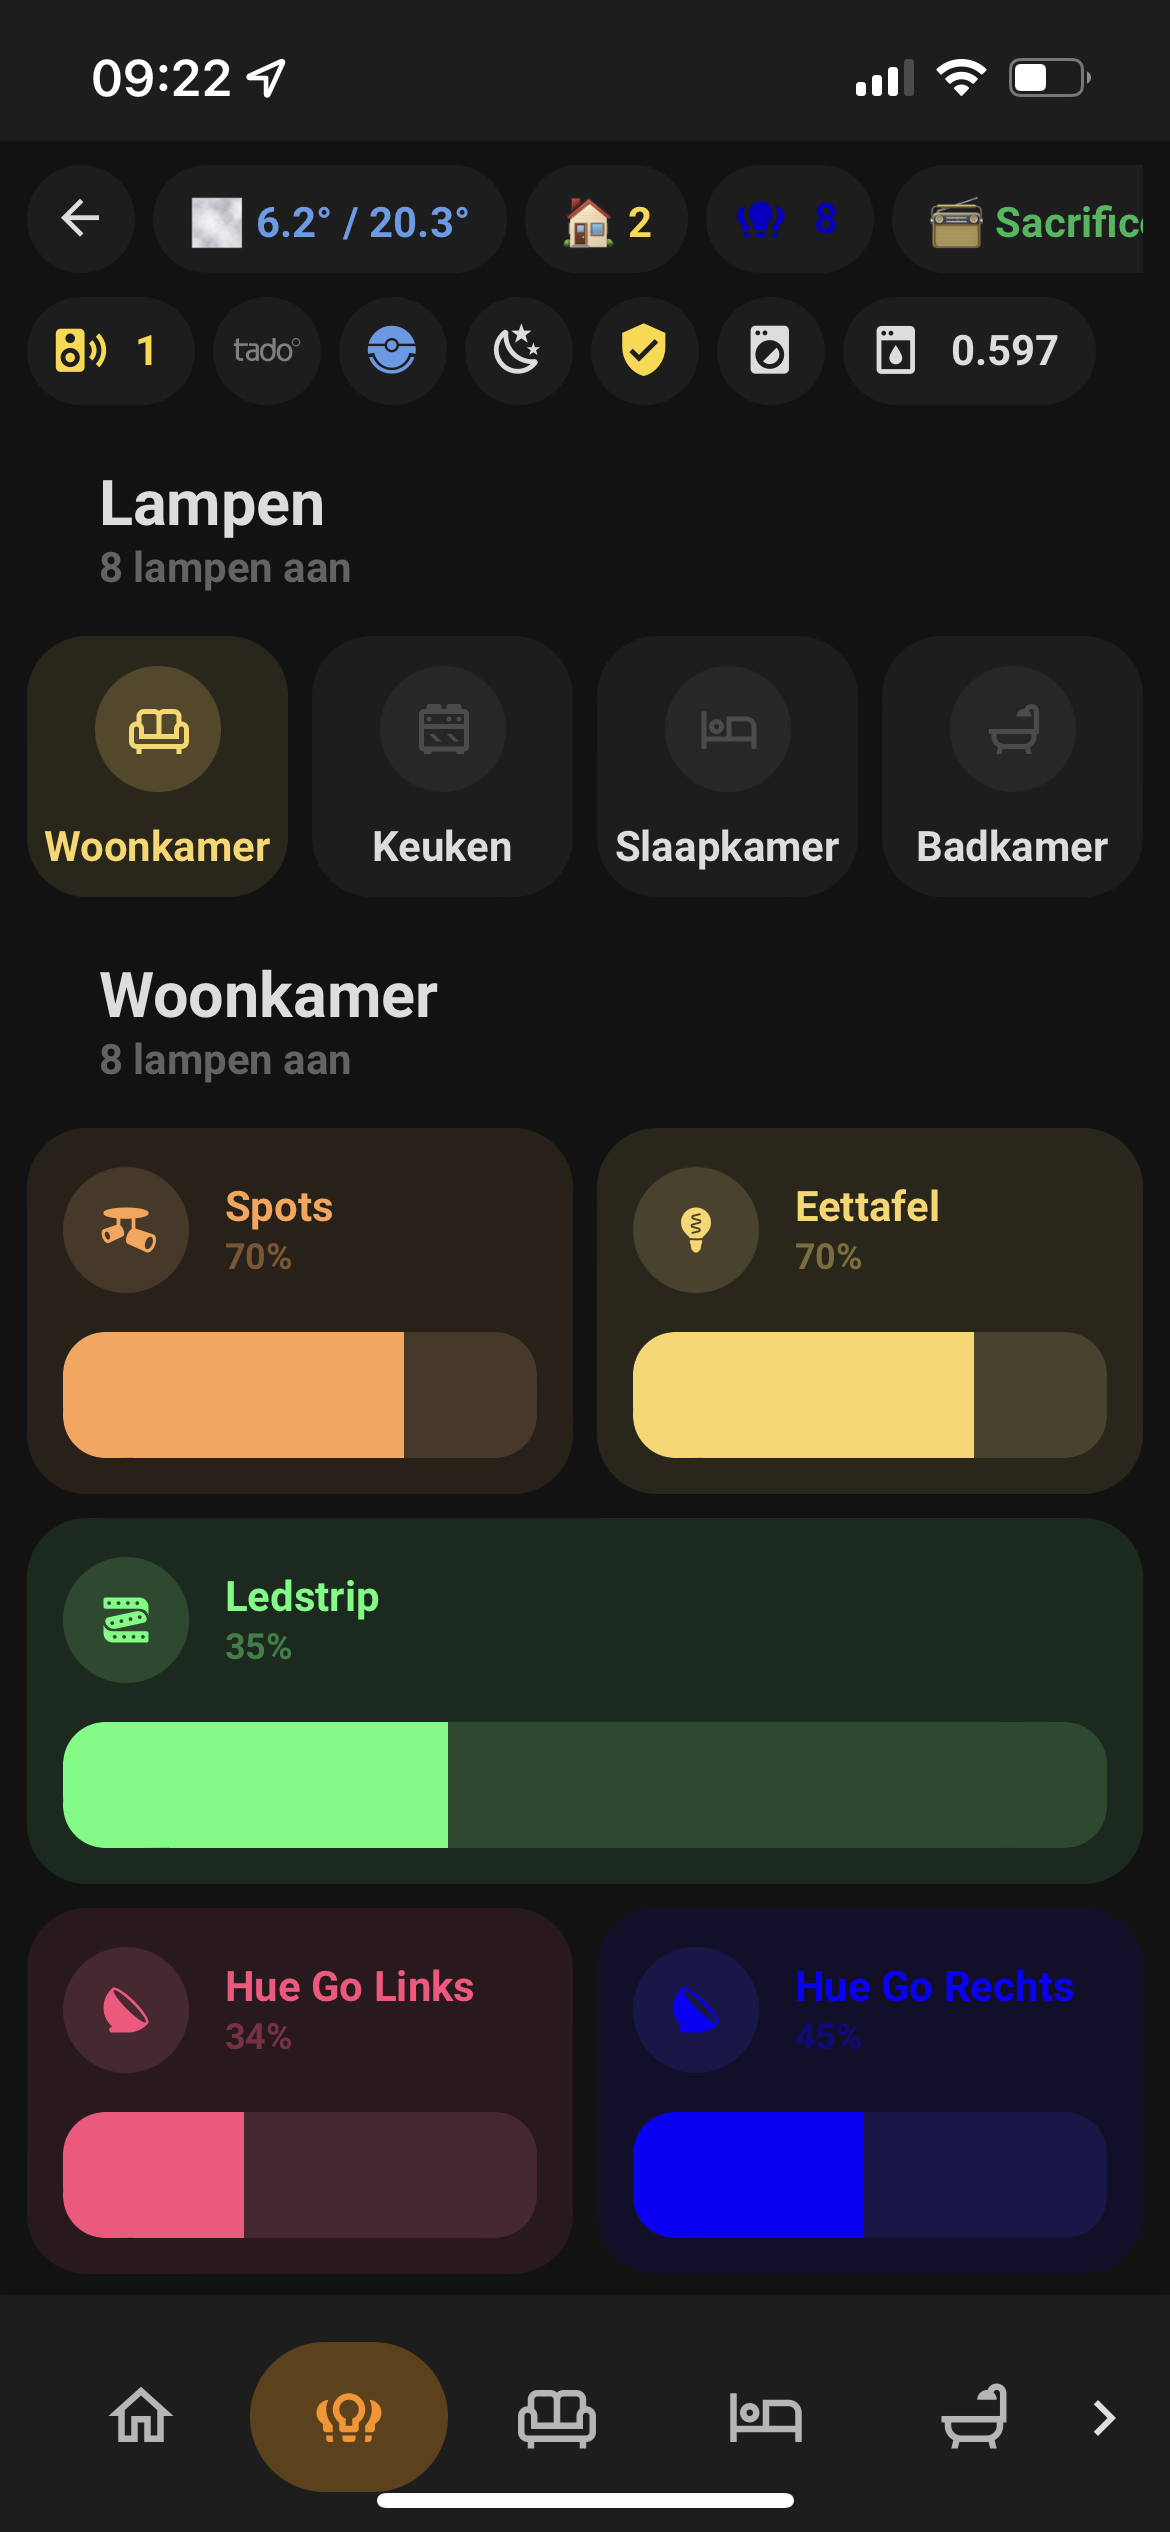 09:22
6.2° / 20.3°
2
8
Sacrific
1
tado°
0.597
Lampen
8 lampen aan
Woonkamer
Keuken
Slaapkamer
Badkamer
Woonkamer
8 lampen aan
Spots
70%
Eettafel
70%
Ledstrip
35%
Hue Go Links
34%
Hue Go Rechts
45%